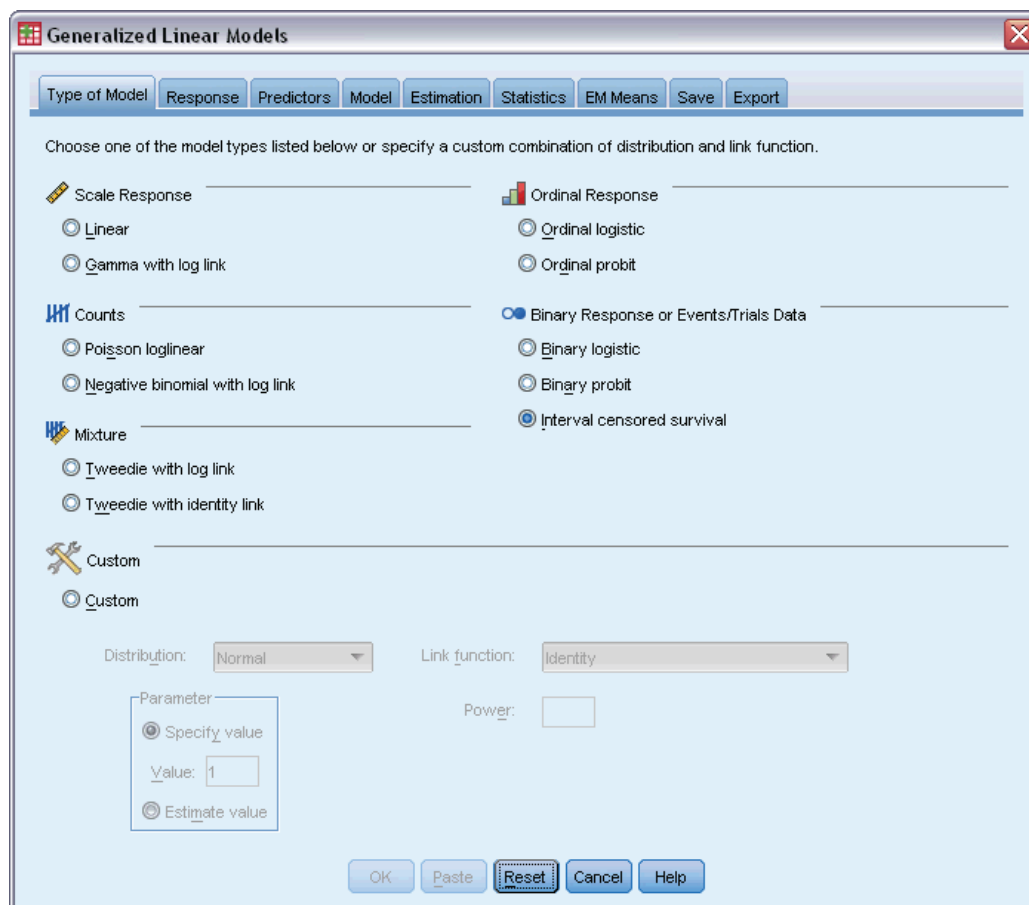 Generalized Linear Models
Type of Model Response Predictors Model Estimation Statistics EM Means Save Export
Choose one of the model types listed below or specify a custom combination of distribution and link function.
Scale Response
Linear
Gamma with log link
Counts
Poisson loglinear
Negative binomial with log link
Mixture
Tweedie with log link
Tweedie with identity link
Ordinal Response
Ordinal logistic
Ordinal probit
Binary Response or Events/Trials Data
Binary logistic
Binary probit
Interval censored survival
Custom
Custom
Distribution: Normal Link function: Identity
Parameter
Specify value
Value: 1
Estimate value
Power:
OK Paste Reset Cancel Help